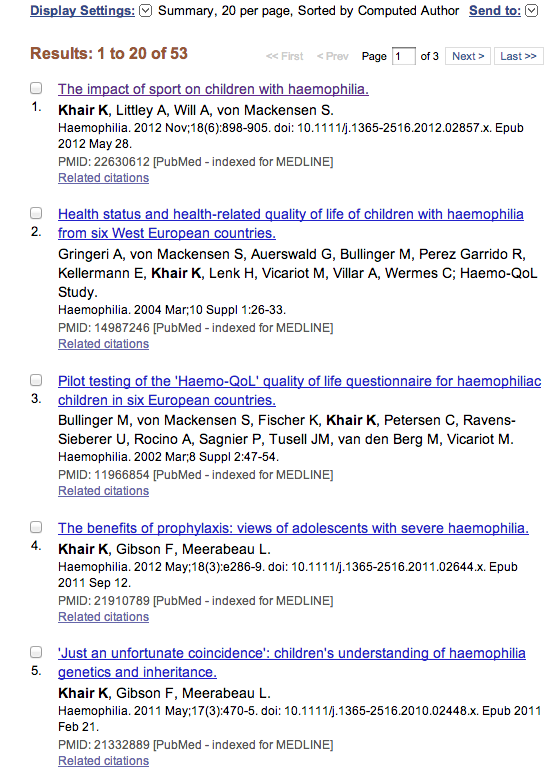 Display Settings: Summary, 20 per page, Sorted by Computed Author Send to:
Results: 1 to 20 of 53 << First < Prev Page 1 of 3 Next > Last >>
The impact of sport on children with haemophilia.
1. Khair K, Littley A, Will A, von Mackensen S.
Haemophilia. 2012 Nov;18(6):898-905. doi: 10.1111/j.1365-2516.2012.02857.x. Epub
2012 May 28.
PMID: 22630612 [PubMed - indexed for MEDLINE]
Related citations
Health status and health-related quality of life of children with haemophilia
2. from six West European countries.
Gringeri A, von Mackensen S, Auerswald G, Bullinger M, Perez Garrido R,
Kellermann E, Khair K, Lenk H, Vicariot M, Villar A, Wermes C; Haemo-QoL
Study.
Haemophilia. 2004 Mar;10 Suppl 1:26-33.
PMID: 14987246 [PubMed - indexed for MEDLINE]
Related citations
Pilot testing of the 'Haemo-QoL' quality of life questionnaire for haemophiliac
3. children in six European countries.
Bullinger M, von Mackensen S, Fischer K, Khair K, Petersen C, Ravens-
Sieberer U, Rocino A, Sagnier P, Tusell JM, van den Berg M, Vicariot M.
Haemophilia. 2002 Mar;8 Suppl 2:47-54.
PMID: 11966854 [PubMed - indexed for MEDLINE]
Related citations
The benefits of prophylaxis: views of adolescents with severe haemophilia.
4. Khair K, Gibson F, Meerabeau L.
Haemophilia. 2012 May;18(3):e286-9. doi: 10.1111/j.1365-2516.2011.02644.x. Epub
2011 Sep 12.
PMID: 21910789 [PubMed - indexed for MEDLINE]
Related citations
'Just an unfortunate coincidence': children's understanding of haemophilia
5. genetics and inheritance.
Khair K, Gibson F, Meerabeau L.
Haemophilia. 2011 May;17(3):470-5. doi: 10.1111/j.1365-2516.2010.02448.x. Epub 2011
Feb 21.
PMID: 21332889 [PubMed - indexed for MEDLINE]
Related citations